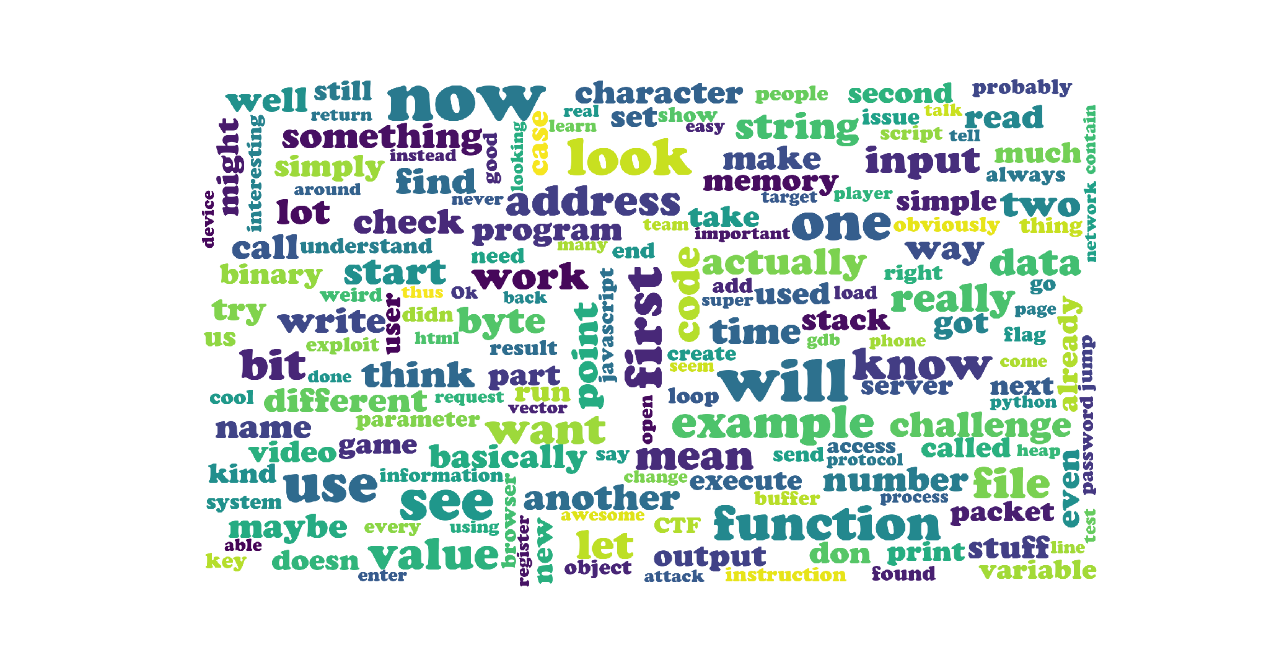 well
still
now
character
people
second
probably
return
real
set
show
issue
talk
read
might
interesting
something
learn
easy
string
script
tell
contain
simply
instead
good
looking
case
look
make
input
much
around
find
never
memory
target
player
always
device
lot
check
address
take
simple
two
network
call
understand
program
many
team
important
one
obviously
thing
binary
start
need
end
work
code
actually
way
right
data
weird
thus
Ok
back
javascript
first
add
super
used
load
really
go
page
try
us
write
user
didn
byte
point
time
stack
got
flag
already
exploit
html
result
create
seem
gdb
phone
come
jump
bit
done
think
part
will
know
server
next
cool
different
request
run
vector
open
loop
python
password
name
parameter
want
example
challenge
video
game
basically
say
mean
send
access
protocol
called
heap
kind
information
change
execute
number
file
even
system
use
see
browser
another
buffer
process
packet
test
maybe
every
using
awesome
CTF
function
able
key
doesn
value
register
new
let
output
don
print
stuff
line
enter
object
attack
instruction
found
variable